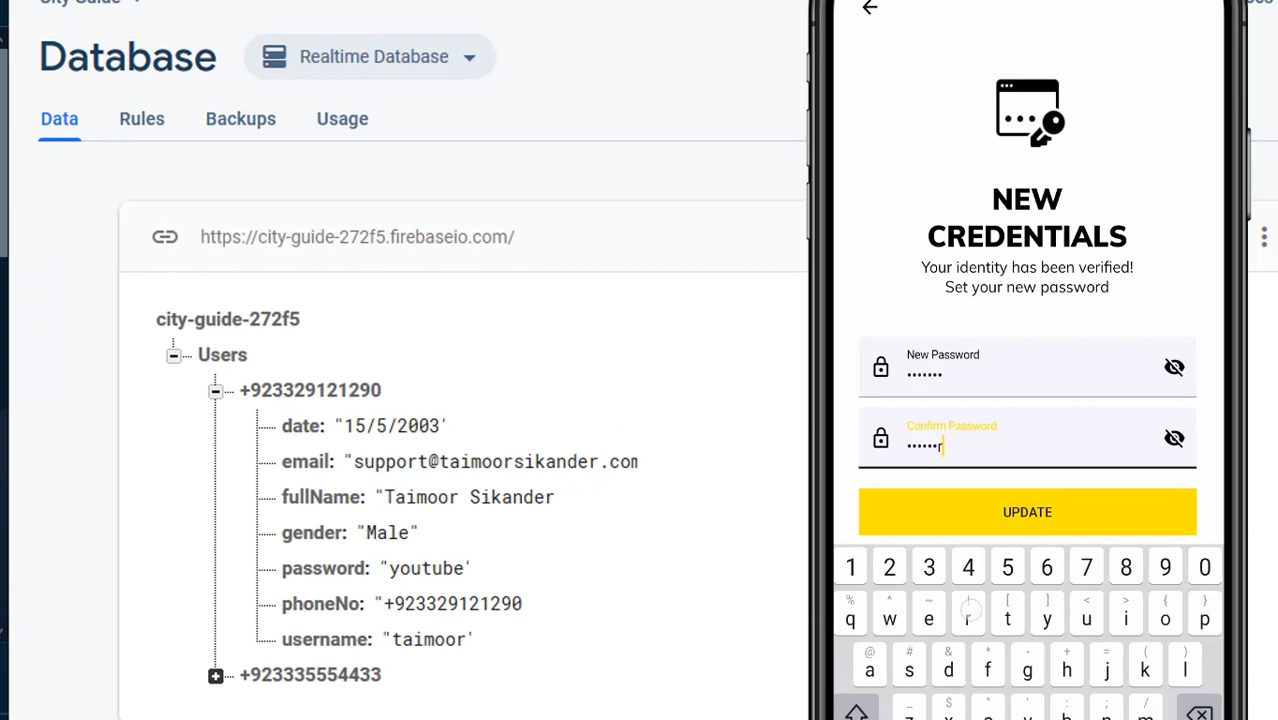 City Guide
Database
Realtime Database
Data Rules Backups Usage
https://city-guide-272f5.firebaseio.com/
city-guide-272f5
Users
+923329121290
date: "15/5/2003"
email: "support@taimoorsikander.com
fullName: "Taimoor Sikander
gender: "Male"
password: "youtube"
phoneNo: "+923329121290
username: "taimoor"
+923335554433
NEW
CREDENTIALS
Your identity has been verified!
Set your new password
New Password
•••••••
Confirm Password
••••••r
UPDATE
1 2 3 4 5 6 7 8 9 0
% ^ ~ | [ ] < > { }
q w e r t y u i o p
@ # & * - + = ( )
a s d f g h j k l
z x c v b n m